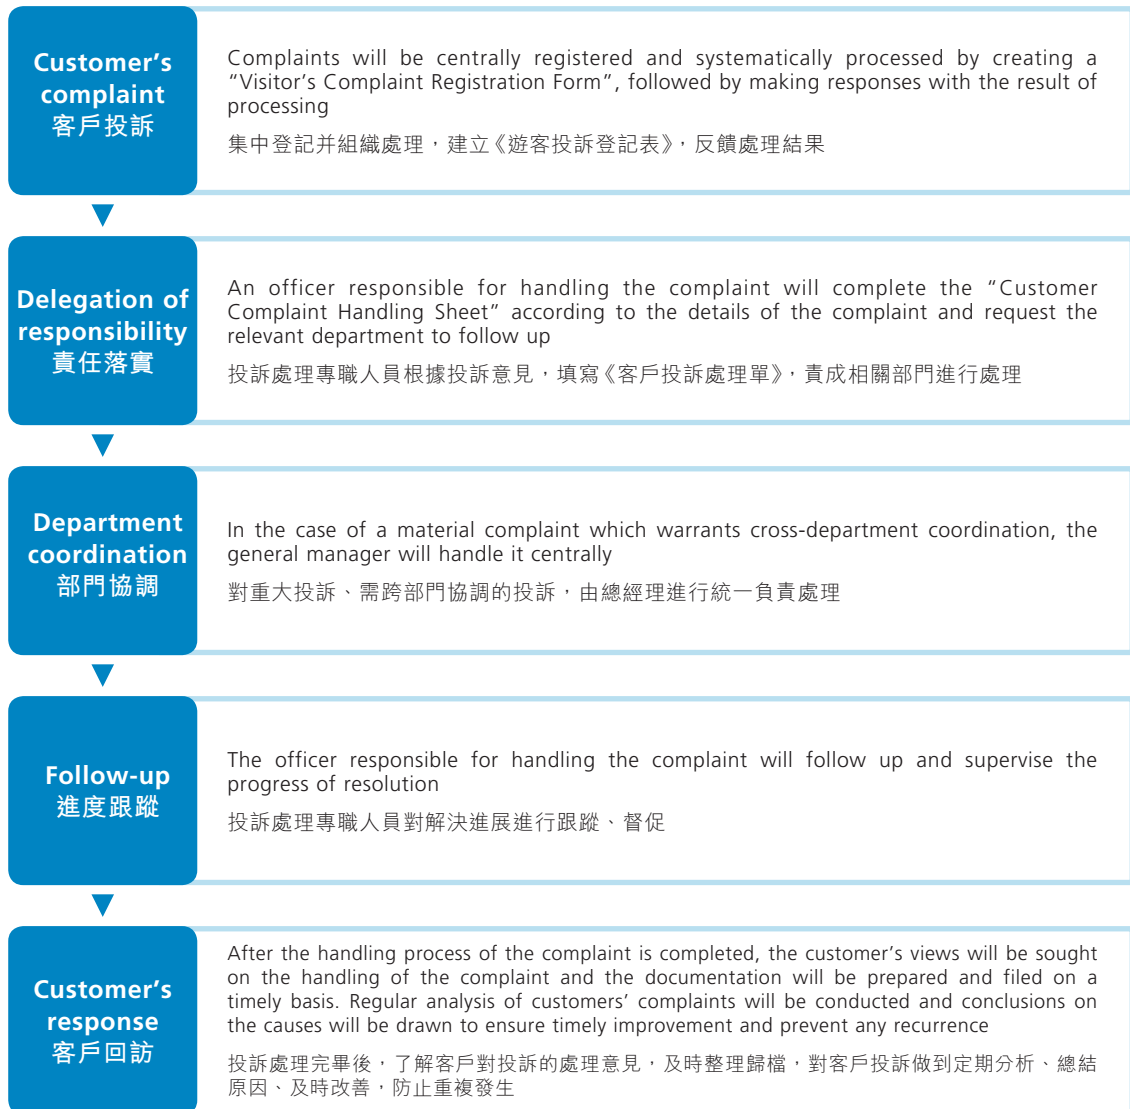 Customer's
complaint
客戶投訴
Complaints will be centrally registered and systematically processed by creating a
“Visitor's Complaint Registration Form”, followed by making responses with the result of
processing
集中登記并組織處理，建立《遊客投訴登記表》，反饋處理結果
Delegation of
responsibility
責任落實
An officer responsible for handling the complaint will complete the “Customer
Complaint Handling Sheet” according to the details of the complaint and request the
relevant department to follow up
投訴處理專職人員根據投訴意見，填寫《客戶投訴處理單》，責成相關部門進行處理
Department
coordination
部門協調
In the case of a material complaint which warrants cross-department coordination, the
general manager will handle it centrally
對重大投訴、需跨部門協調的投訴，由總經理進行統一負責處理
Follow-up
進度跟蹤
The officer responsible for handling the complaint will follow up and supervise the
progress of resolution
投訴處理專職人員對解決進展進行跟蹤、督促
Customer's
response
客戶回訪
After the handling process of the complaint is completed, the customer's views will be sought
on the handling of the complaint and the documentation will be prepared and filed on a
timely basis. Regular analysis of customers' complaints will be conducted and conclusions on
the causes will be drawn to ensure timely improvement and prevent any recurrence
投訴處理完畢後，了解客戶對投訴的處理意見，及時整理歸檔，對客戶投訴做到定期分析、總結
原因、及時改善，防止重複發生